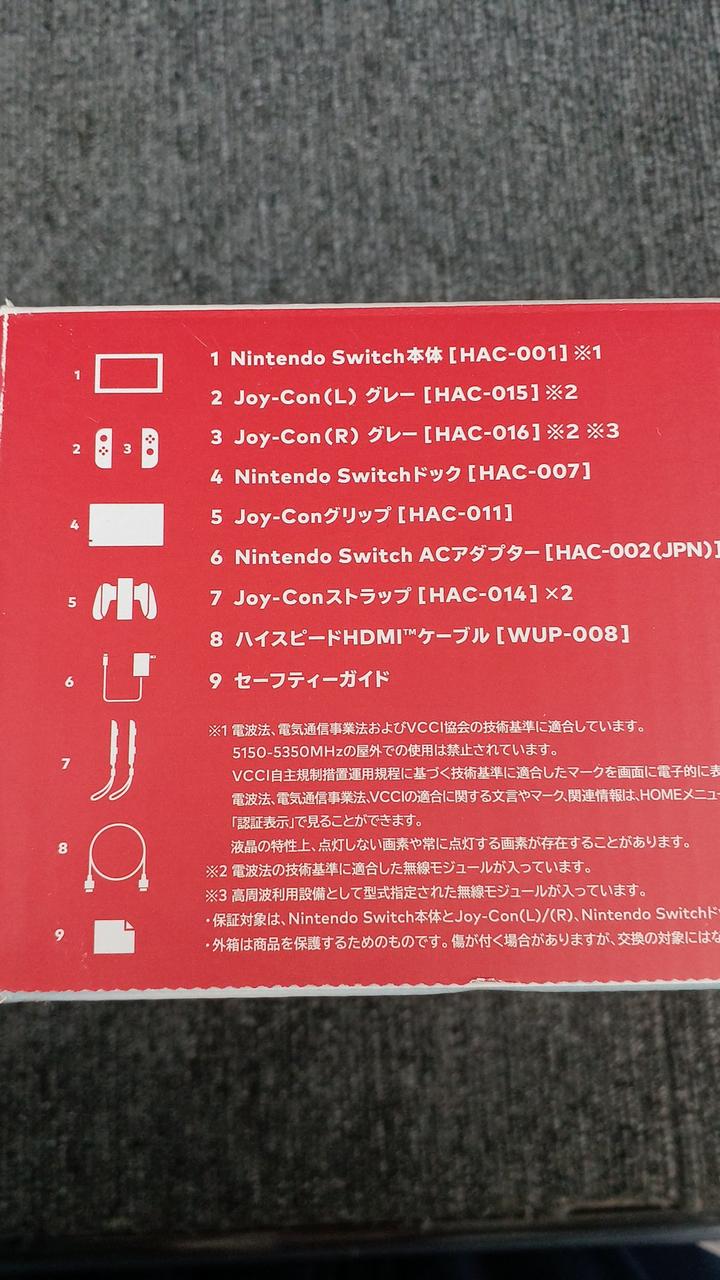 1 Nintendo Switch本体 [HAC-001] ※1
2 Joy-Con(L) グレー [HAC-015] ※2
3 Joy-Con(R) グレー [HAC-016] ※2 ※3
4 Nintendo Switchドック [HAC-007]
5 Joy-Conグリップ [HAC-011]
6 Nintendo Switch ACアダプター [HAC-002(JPN)]
7 Joy-Conストラップ [HAC-014] ×2
8 ハイスピードHDMI™ケーブル [WUP-008]
9 セーフティーガイド
1
2 3
4
5
6
7
8
9
※1 電波法、電気通信事業法およびVCCI協会の技術基準に適合しています。
5150-5350MHzの屋外での使用は禁止されています。
VCCI自主規制措置運用規程に基づく技術基準に適合したマークを画面に電子的に表
電波法、電気通信事業法、VCCIの適合に関する文言やマーク、関連情報は、HOMEメニュー
「認証表示」で見ることができます。
液晶の特性上、点灯しない画素や常に点灯する画素が存在することがあります。
※2 電波法の技術基準に適合した無線モジュールが入っています。
※3 高周波利用設備として型式指定された無線モジュールが入っています。
・保証対象は、Nintendo Switch本体とJoy-Con(L)/(R)、Nintendo Switchド
・外箱は商品を保護するためのものです。傷が付く場合がありますが、交換の対象にはな